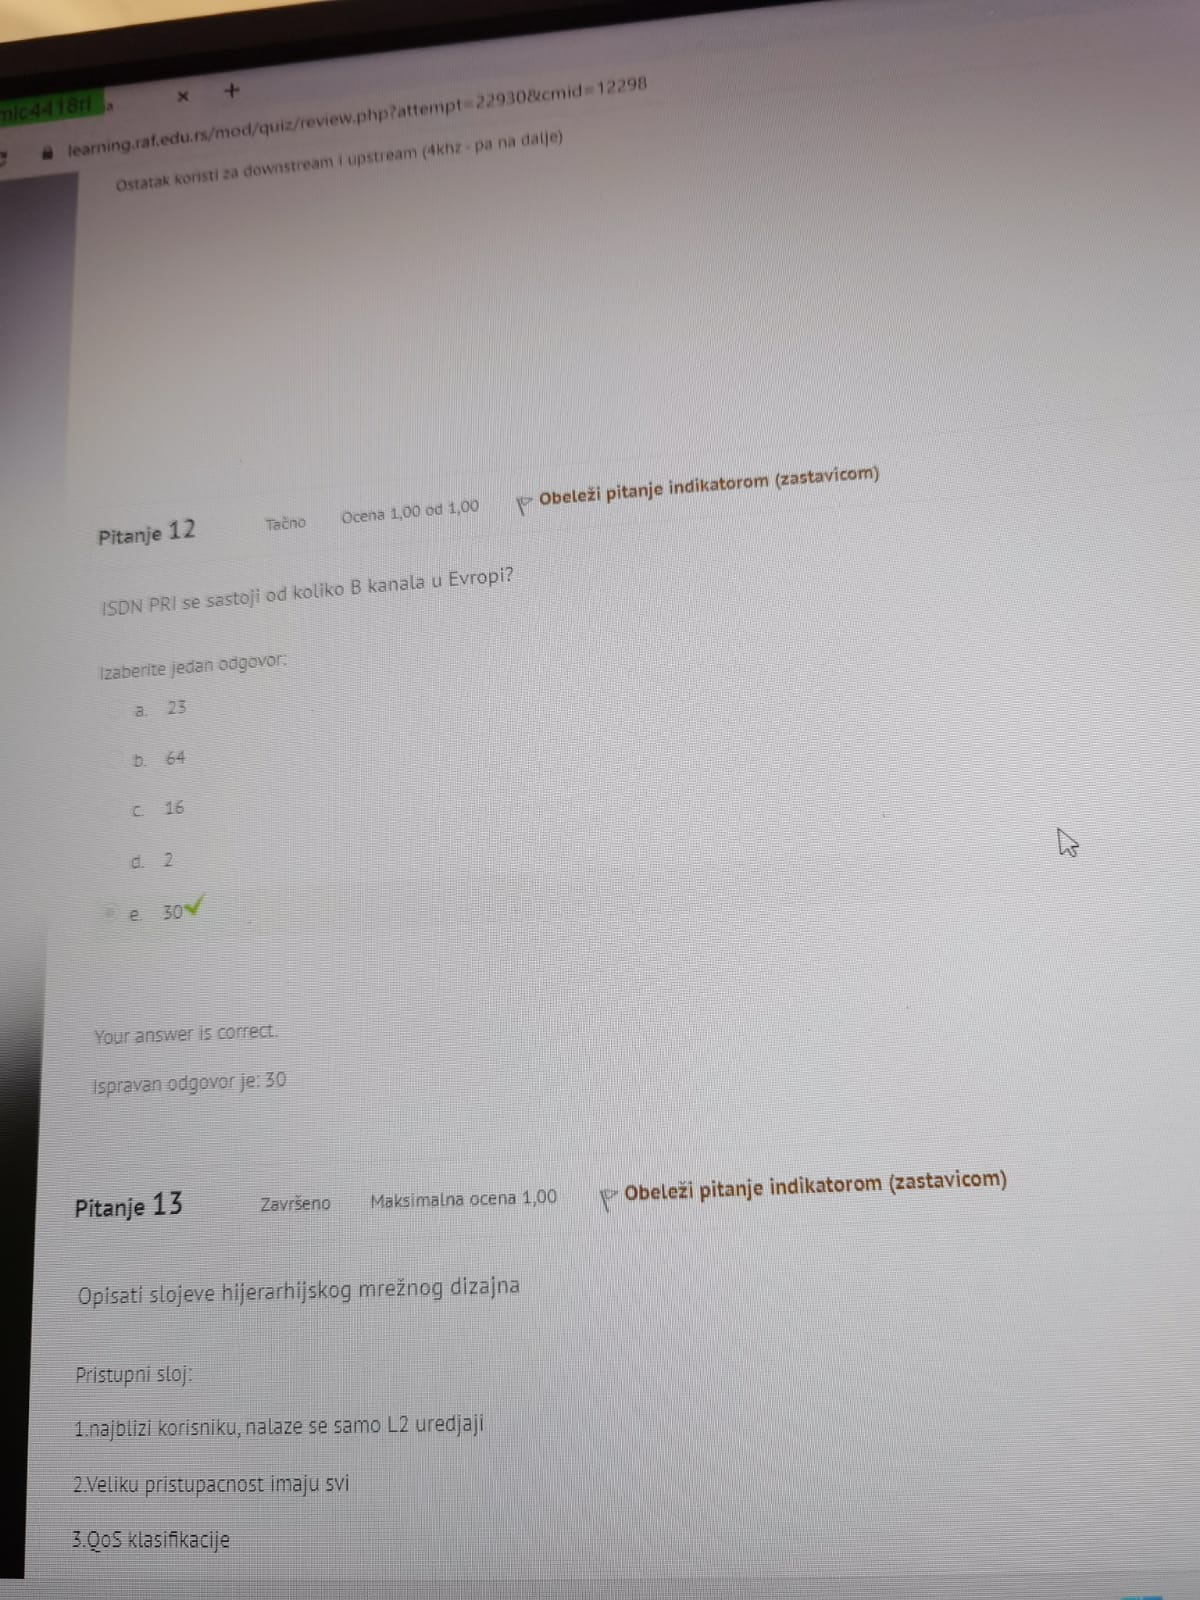 mic4418rl a × +
learning.raf.edu.rs/mod/quiz/review.php?attempt=22930&cmid=12298
Ostatak koristi za downstream i upstream (4khz - pa na dalje)
Pitanje 12 Tačno Ocena 1,00 od 1,00 Obeleži pitanje indikatorom (zastavicom)
ISDN PRI se sastoji od koliko B kanala u Evropi?
Izaberite jedan odgovor:
a. 23
b. 64
c. 16
d. 2
e. 30
Your answer is correct.
Ispravan odgovor je: 30
Pitanje 13 Završeno Maksimalna ocena 1,00 Obeleži pitanje indikatorom (zastavicom)
Opisati slojeve hijerarhijskog mrežnog dizajna
Pristupni sloj:
1.najblizi korisniku, nalaze se samo L2 uredjaji
2.Veliku pristupacnost imaju svi
3.QoS klasifikacije